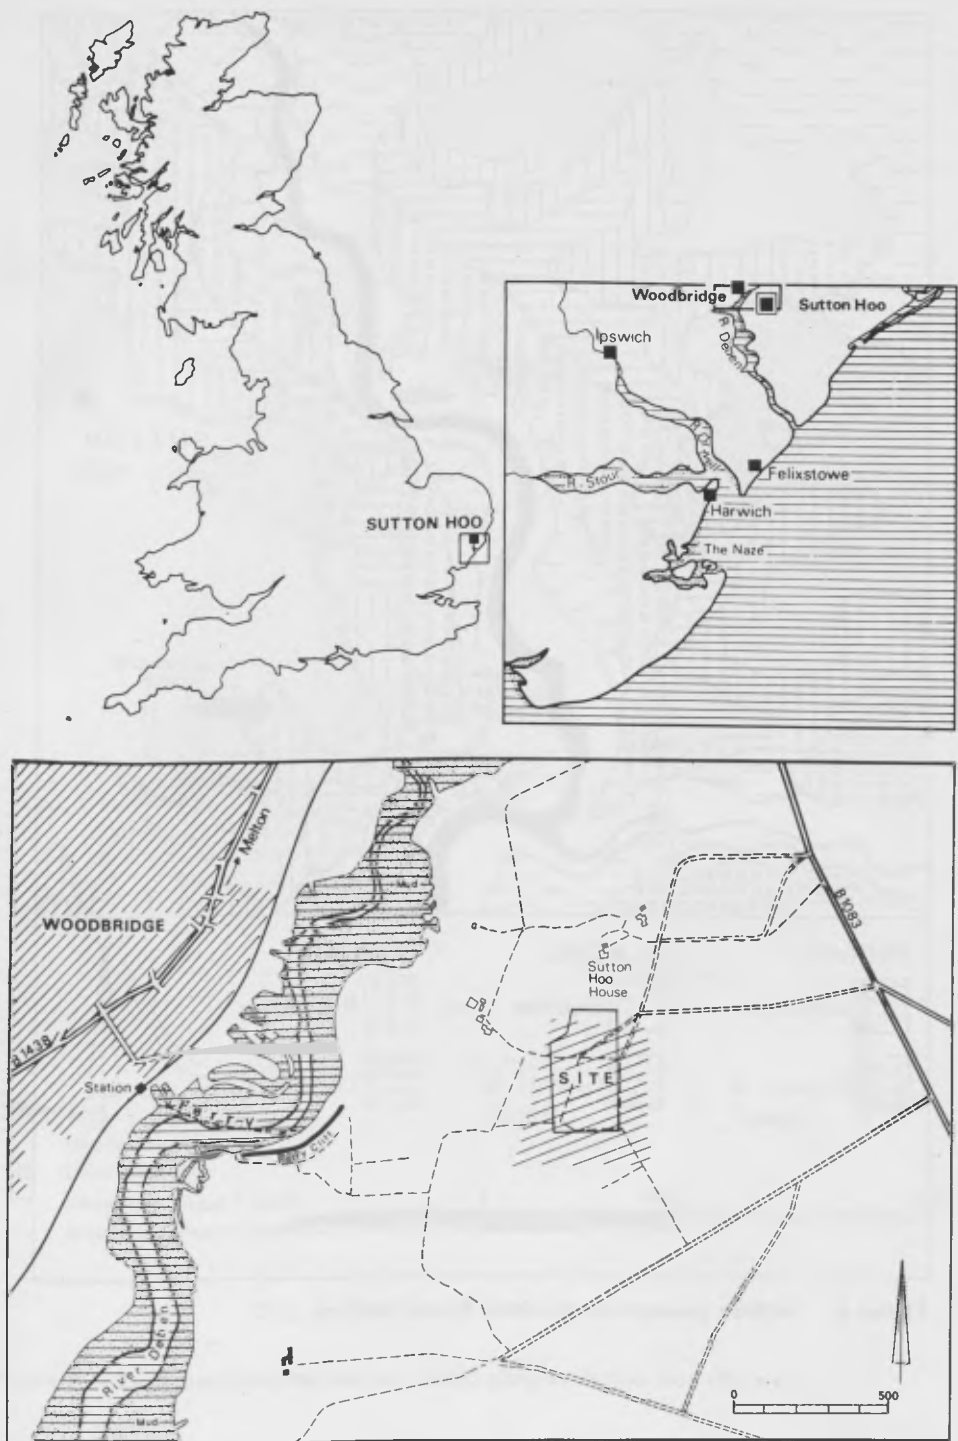 SUTTON HOO
Woodbridge
Sutton Hoo
R. Deben
Ipswich
R. Orwell
R. Stour
Felixstowe
Harwich
The Naze
Melton
Mud
WOODBRIDGE
B1083
Sutton
Hoo
House
B1438
SITE
Station
Ferry
Ferry Cliff
River Deben
Mud
0 500